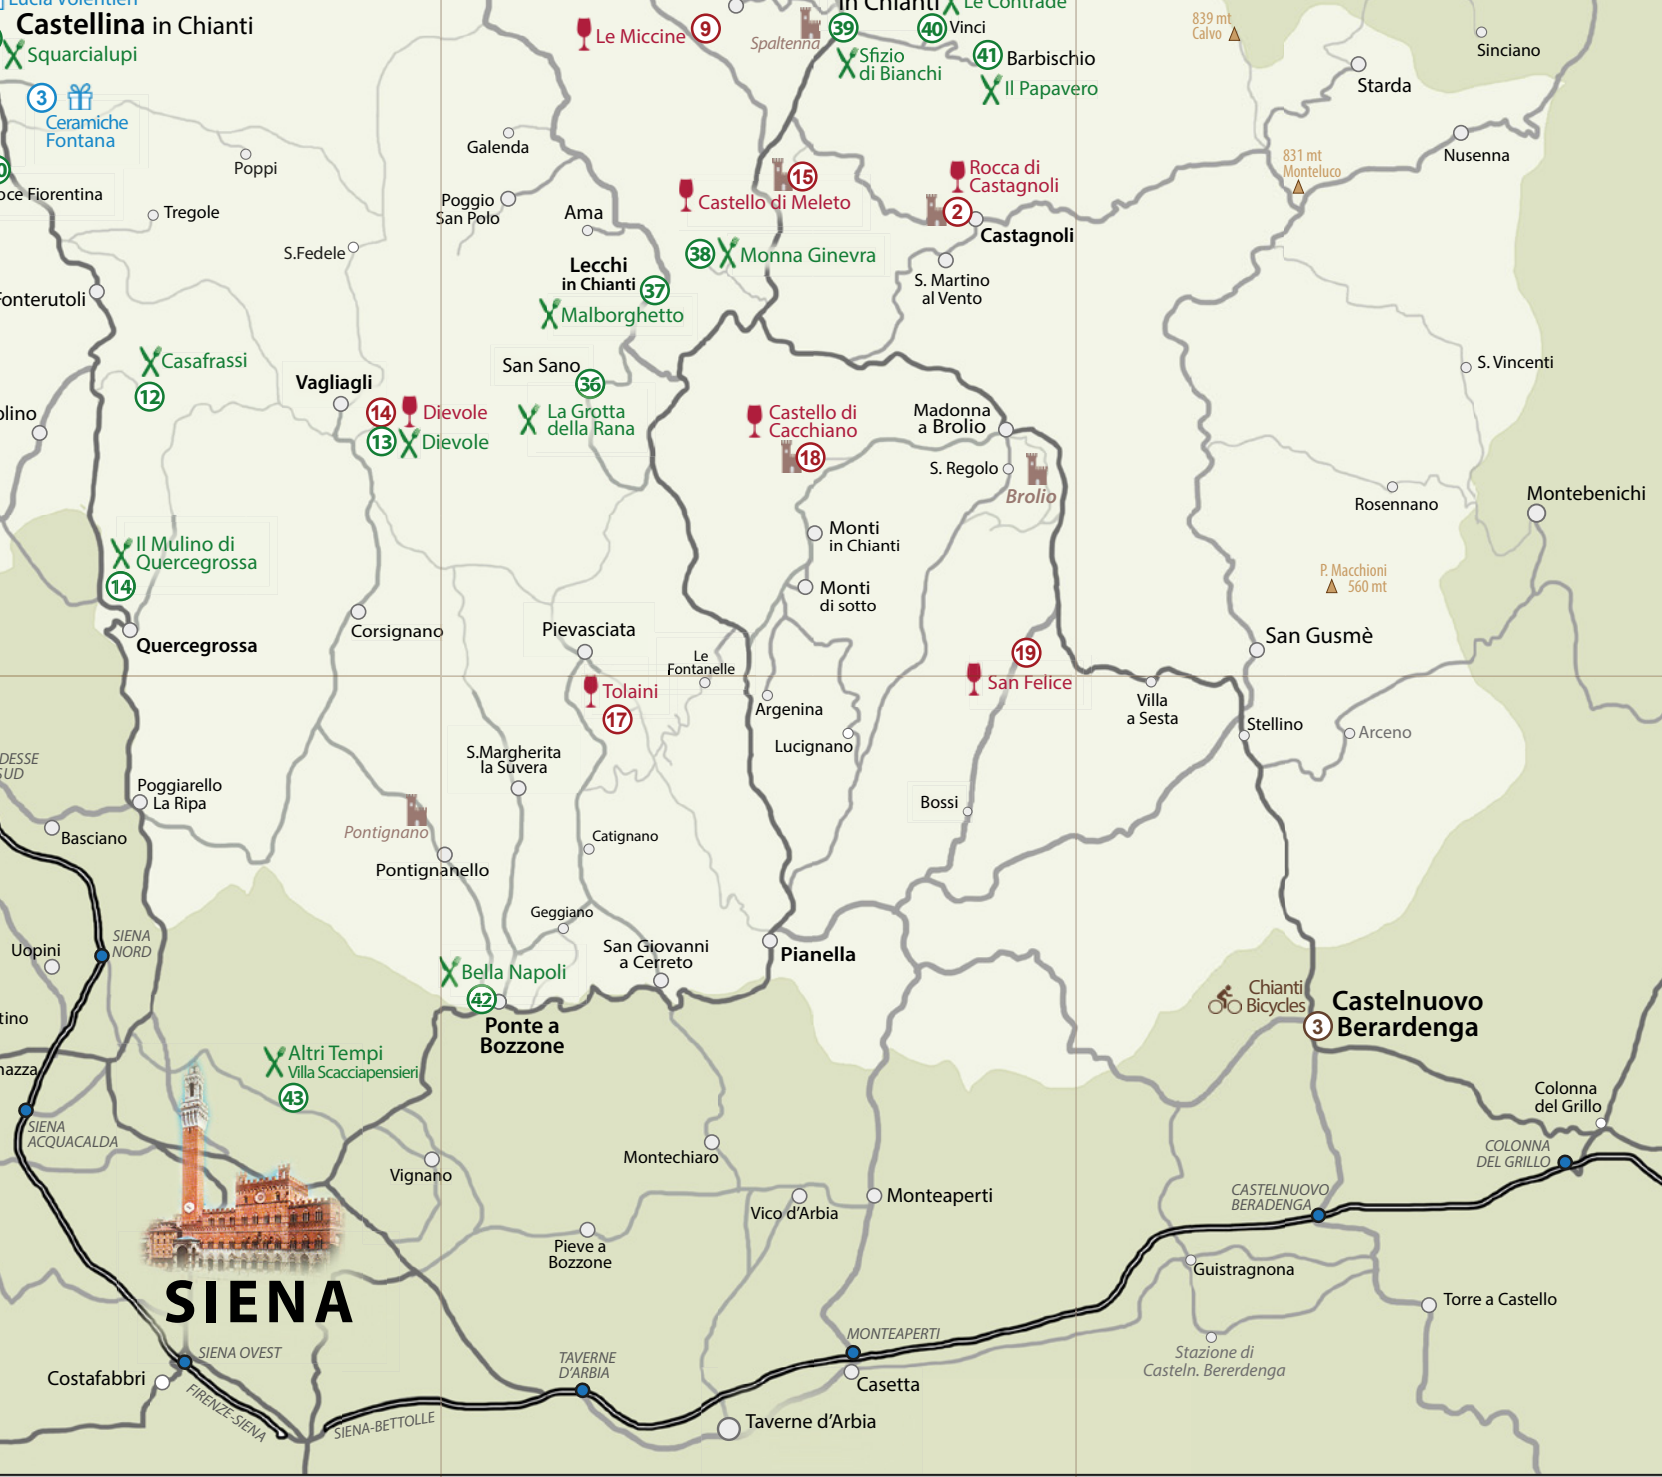 Lucia Volentieri
Castellina in Chianti
Squarcialupi
3
Ceramiche
Fontana
Poppi
Tregole
S.Fedele
Casafrassi
12
Vagliagli
14
Dievole
13
Dievole
Il Mulino di
Quercegrossa
14
Quercegrossa
Corsignano
Le Miccine
9
Spaltenna
in Chianti
Le Contrade
39
40
Vinci
Sfizio
di Bianchi
41
Barbischio
Il Papavero
839 mt
Calvo
Sinciano
Starda
Nusenna
831 mt
Monteluco
Galenda
Poggio
San Polo
Ama
Lecchi
in Chianti
37
Malborghetto
15
Castello di Meleto
38
Monna Ginevra
Rocca di
Castagnoli
2
Castagnoli
S. Martino
al Vento
San Sano
36
La Grotta
della Rana
Castello di
Cacchiano
18
Madonna
a Brolio
S. Regolo
Brolio
S. Vincenti
Rosennano
Montebenichi
Monti
in Chianti
Monti
di sotto
P. Macchioni
560 mt
San Gusmè
Pievasciata
Le
Fontanelle
Tolaini
17
19
San Felice
Argenina
Lucignano
Villa
a Sesta
Stellino
Arceno
S.Margherita
la Suvera
Poggiarello
La Ripa
Basciano
Pontignano
Pontignanello
Catignano
Bossi
Geggiano
San Giovanni
a Cerreto
Pianella
SIENA
NORD
Uopini
Bella Napoli
42
Ponte a
Bozzone
Chianti
Bicycles
3
Castelnuovo
Berardenga
Altri Tempi
Villa Scacciapensieri
43
SIENA
ACQUACALDA
Vignano
Montechiaro
Colonna
del Grillo
COLONNA
DEL GRILLO
Vico d'Arbia
Monteaperti
CASTELNUOVO
BERADENGA
Pieve a
Bozzone
Guistragnona
Torre a Castello
SIENA
SIENA OVEST
Costafabbri
FIRENZE-SIENA
SIENA-BETTOLLE
TAVERNE
D'ARBIA
MONTEAPERTI
Casetta
Taverne d'Arbia
Stazione di
Casteln. Bererdenga